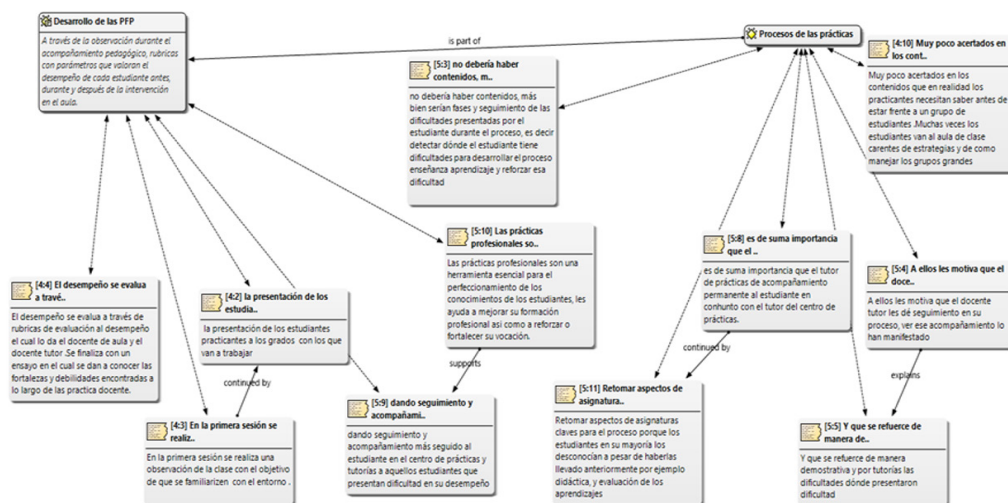 Desarrollo de las PFP
A través de la observación durante el
acompañamiento pedagógico, rubricas
con parámetros que valoran el
desempeño de cada estudiante antes,
durante y después de la intervención
en el aula.
is part of
Procesos de las prácticas
[4:10] Muy poco acertados en
los cont..
Muy poco acertados en los
contenidos que en realidad los
practicantes necesitan saber antes de
estar frente a un grupo de
estudiantes .Muchas veces los
estudiantes van al aula de clase
carentes de estrategias y de como
manejar los grupos grandes
[5:3] no debería haber
contenidos, m..
no debería haber contenidos, más
bien serían fases y seguimiento de las
dificultades presentadas por el
estudiante durante el proceso, es decir
detectar dónde el estudiante tiene
dificultades para desarrollar el proceso
enseñanza aprendizaje y reforzar esa
dificultad
[5:10] Las prácticas
profesionales so..
Las prácticas profesionales son una
herramienta esencial para el
perfeccionamiento de los
conocimientos de los estudiantes, les
ayuda a mejorar su formación
profesional asi como a reforzar o
fortalecer su vocación.
[5:8] es de suma importancia
que el ..
es de suma importancia que el tutor
de prácticas de acompañamiento
permanente al estudiante en
conhunto con el tutor del centro de
prácticas.
[5:4] A ellos les motiva que el
doce..
A ellos les motiva que el docente
tutor les dé seguimiento en su
proceso, ver ese acompañamiento lo
han manifestado
[4:4] El desempeño se evalua
a travé..
El desempeño se evalua a través de
rubricas de evaluación al desempeño
el cual lo da el docente de aula y el
docente tutor .Se finaliza con un
ensayo en el cual se dan a conocer las
fortalezas y debilidades encontradas a
lo largo de las practica docente.
[4:2] la presentación de los
estudia..
la presentación de los estudiantes
practicantes a los grados con los que
van a trabajar
continued by
supports
continued by
explains
[4:3] En la primera sesión se
realiz..
En la primera sesión se realiza una
observación de la clase con el objetivo
de que se familiarizen con el entorno .
[5:9] dando seguimiento y
acompañami..
dando seguimiento y
acompañamiento más seguido al
estudiante en el centro de prácticas y
tutorías a aquellos estudiantes que
presentan dificultad en su desempeño
[5:11] Retomar aspectos de
asignatura..
Retomar aspectos de asignaturas
claves para el proceso porque los
estudiantes en su mayoría los
desconocían a pesar de haberlas
llevado anteriormente por ejemplo
didáctica, y evaluación de los
aprendizajes
[5:5] Y que se refuerce de
manera de..
Y que se refuerce de manera
demostrativa y por tutorías las
dificultades dónde presentaron
dificultad